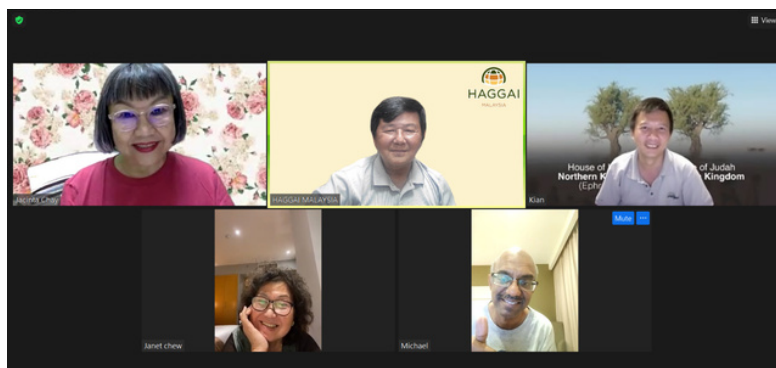 View
HAGGAI
MALAYSIA
Jacinta Chay
HAGGAI MALAYSIA
House of
of Judah
Northern K
Kingdom
(Ephr
Kian
Mute
...
Janet chew
Michael